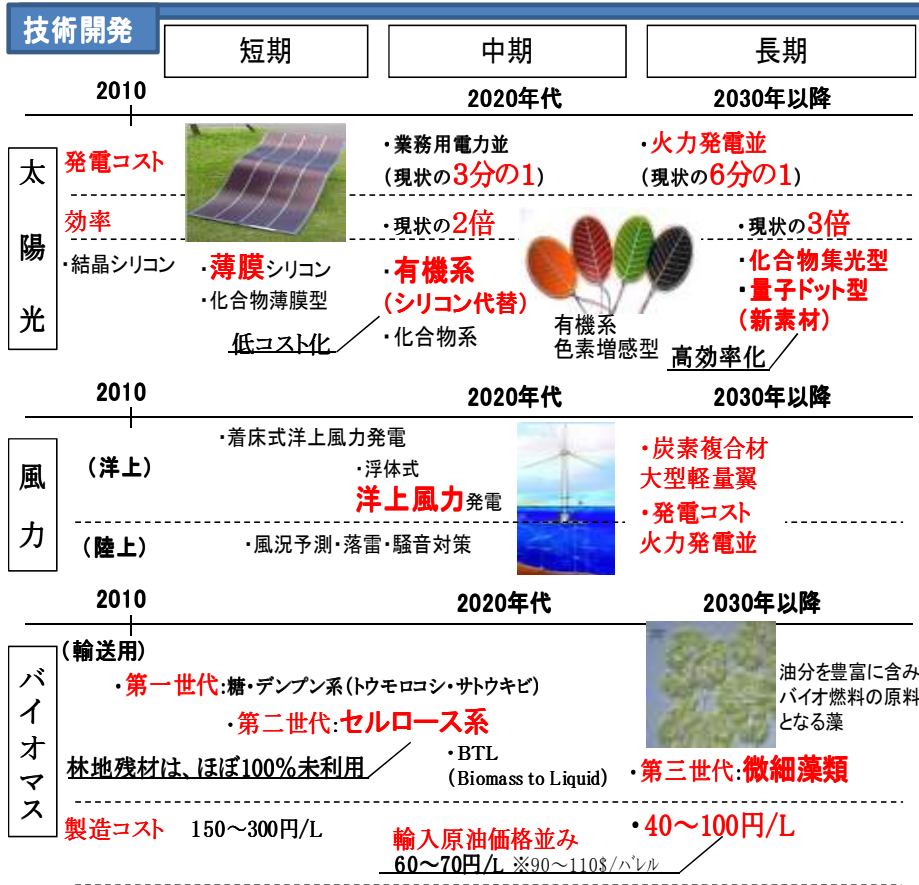 技術開発
短期
中期
長期
2010
2020年代
2030年以降
太陽光
発電コスト
・業務用電力並
(現状の3分の1)
・火力発電並
(現状の6分の1)
効率
・現状の2倍
・現状の3倍
・結晶シリコン
・薄膜シリコン
・化合物薄膜型
低コスト化
・有機系
(シリコン代替)
・化合物系
有機系
色素増感型
・化合物集光型
・量子ドット型
(新素材)
高効率化
2010
2020年代
2030年以降
風力
(洋上)
・着床式洋上風力発電
・浮体式
洋上風力発電
・炭素複合材
大型軽量翼
・発電コスト
火力発電並
(陸上)
・風況予測・落雷・騒音対策
2010
2020年代
2030年以降
バイオマス
(輸送用)
・第一世代:糖・デンプン系(トウモロコシ・サトウキビ)
・第二世代:セルロース系
林地残材は、ほぼ100%未利用
・BTL
(Biomass to Liquid)
油分を豊富に含み
バイオ燃料の原料
となる藻
・第三世代:微細藻類
製造コスト
150～300円/L
輸入原油価格並み
60～70円/L ※90～110$/バレル
・40～100円/L